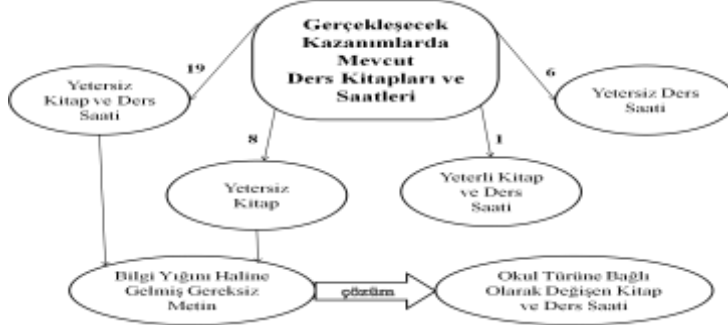 Gerçekleşecek
Kazanımlarda
Mevcut
Ders Kitapları ve
Saatleri
19
6
Yetersiz
Kitap ve Ders
Saati
Yetersiz Ders
Saati
8
1
Yetersiz
Kitap
Yeterli Kitap
ve Ders
Saati
Bilgi Yığını Haline
Gelmiş Gereksiz
Metin
çözüm
Okul Türüne Bağlı
Olarak Değişen Kitap
ve Ders Saati